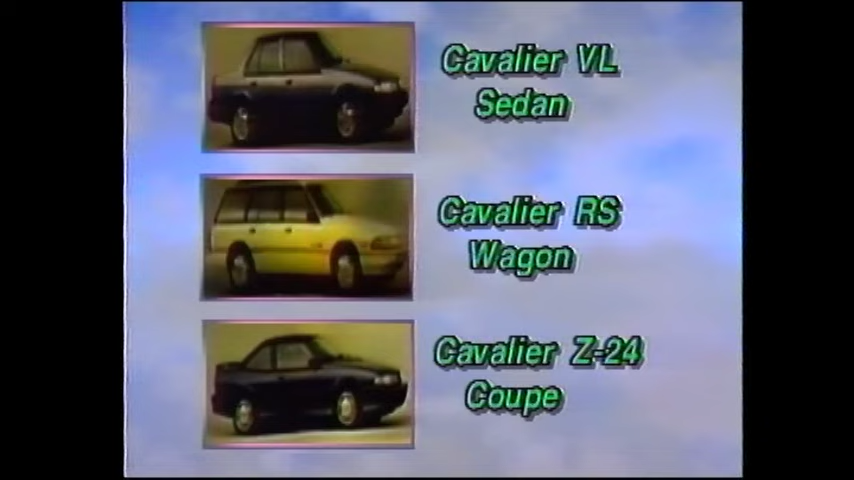 Cavalier VL
Sedan
Cavalier RS
Wagon
Cavalier Z-24
Coupe